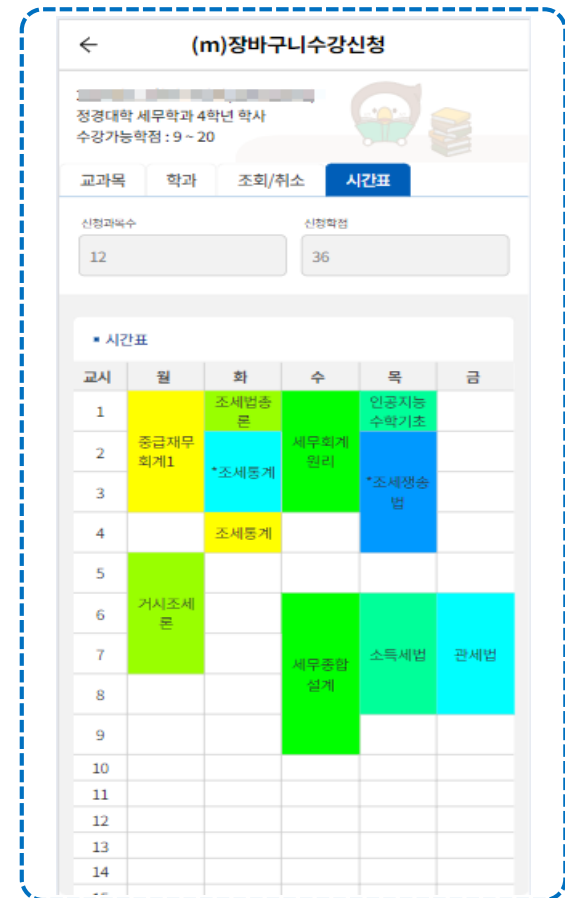 (m)장바구니수강신청
정경대학 세무학과 4학년 학사
수강가능학점 : 9 ~ 20
교과목 학과 조회/취소 시간표
신청과목수 신청학점
12 36
시간표
교시 월 화 수 목 금
1
2
3
4
5
6
7
8
9
10
11
12
13
14
중급재무
회계1
거시조세
론
조세법총
론
*조세통계
조세통계
세무회계
원리
세무종합
설계
인공지능
수학기초
*조세쟁송
법
소득세법
관세법